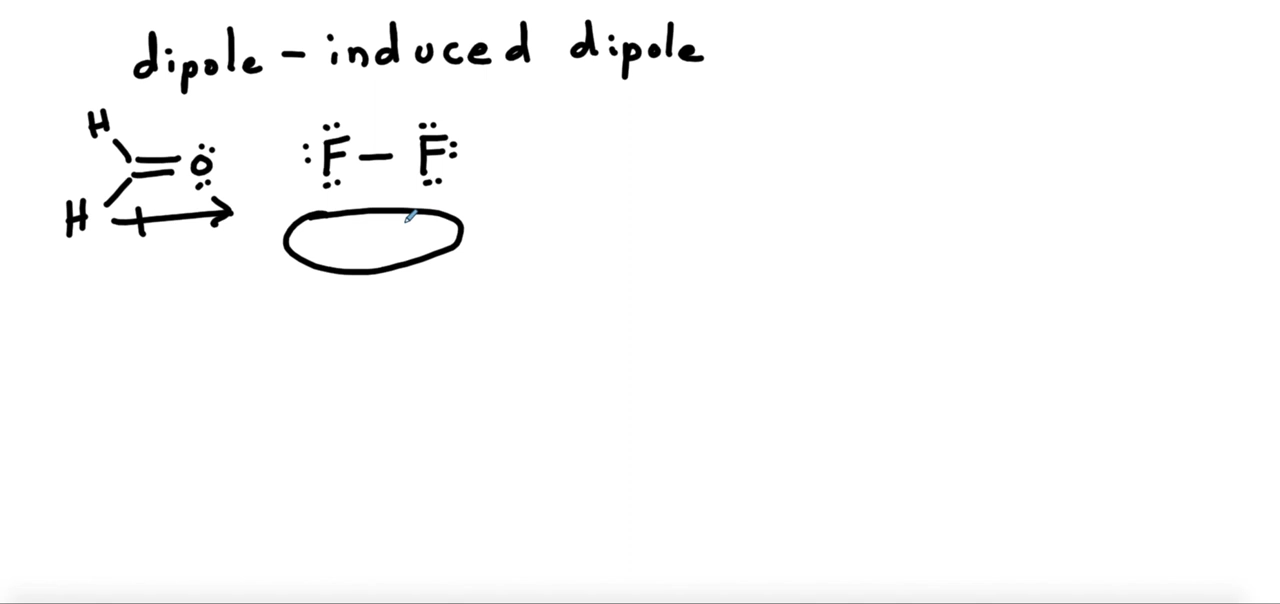 dipole - induced dipole
H
:F̤̈ - F̤̈:
=Ö̤
H